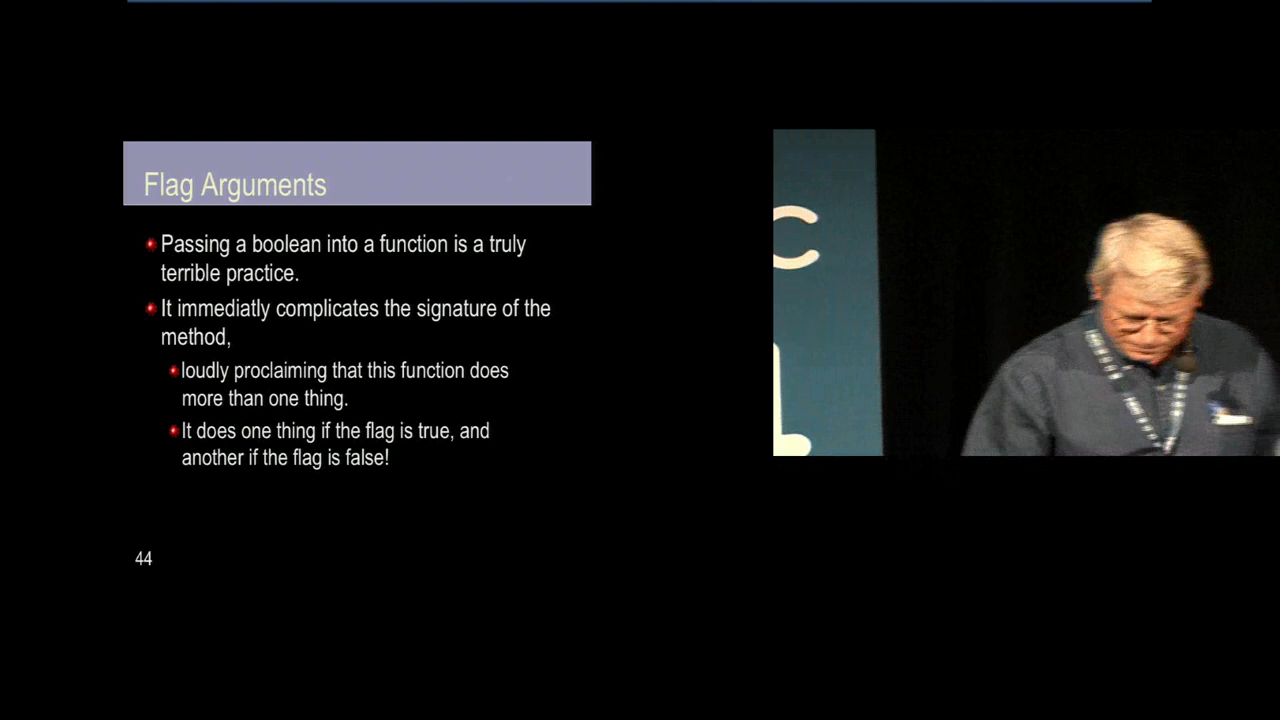 Flag Arguments
Passing a boolean into a function is a truly
terrible practice.
It immediatly complicates the signature of the
method,
loudly proclaiming that this function does
more than one thing.
It does one thing if the flag is true, and
another if the flag is false!
44